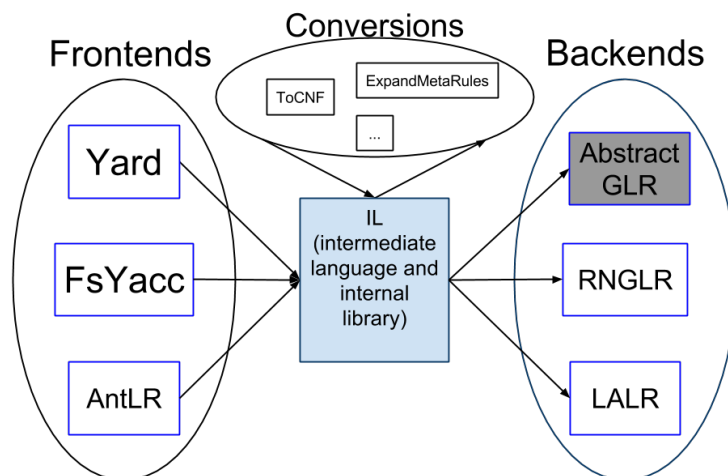 Frontends
Conversions
Backends
ToCNF
ExpandMetaRules
...
Yard
FsYacc
AntLR
IL
(intermediate
language and
internal
library)
Abstract
GLR
RNGLR
LALR